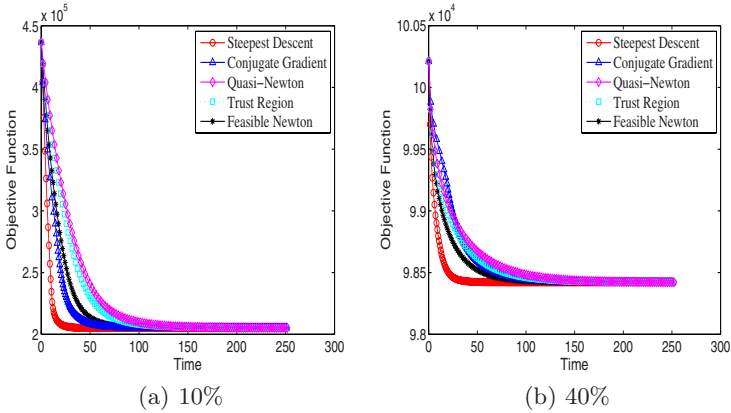 x 10^5
4.5
4
3.5
3
2.5
2
Objective Function
0 50 100 150 200 250 300
Time
Steepest Descent
Conjugate Gradient
Quasi−Newton
Trust Region
Feasible Newton
(a) 10%
x 10^4
10.05
10
9.95
9.9
9.85
9.8
Objective Function
0 50 100 150 200 250 300
Time
Steepest Descent
Conjugate Gradient
Quasi−Newton
Trust Region
Feasible Newton
(b) 40%